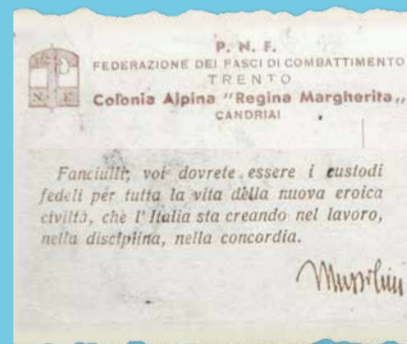 P. N. F.
FEDERAZIONE DEI FASCI DI COMBATTIMENTO
TRENTO
Colonia Alpina "Regina Margherita„
CANDRIAI
Fanciulli; voi dovrete essere i custodi
fedeli per tutta la vita della nuova eroica
civiltà, che l'Italia sta creando nel lavoro,
nella disciplina, nella concordia.
Mussolini